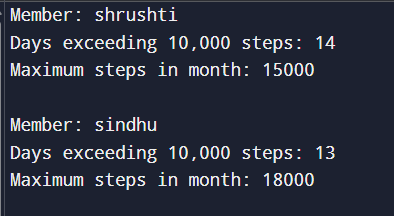 Member: shrushti
Days exceeding 10,000 steps: 14
Maximum steps in month: 15000
Member: sindhu
Days exceeding 10,000 steps: 13
Maximum steps in month: 18000